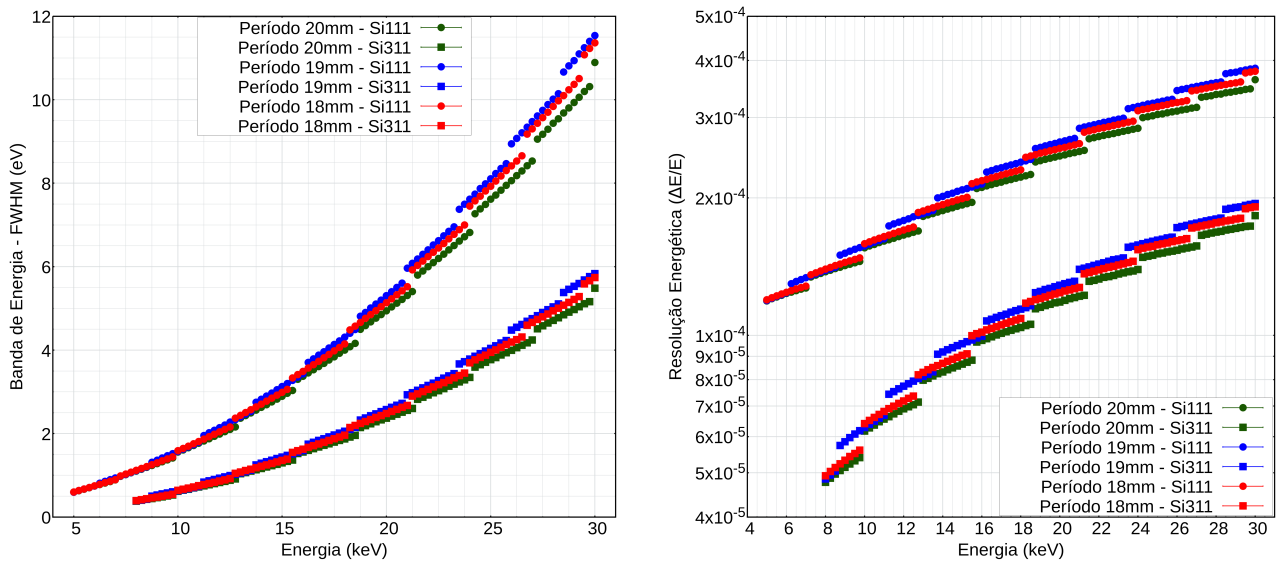 12
10
8
6
4
2
0
5
10
15
20
25
30
Banda de Energia - FWHM (eV)
Energia (keV)
Período 20mm - Si111
Período 20mm - Si311
Período 19mm - Si111
Período 19mm - Si311
Período 18mm - Si111
Período 18mm - Si311
5x10⁻⁴
4x10⁻⁴
3x10⁻⁴
2x10⁻⁴
1x10⁻⁴
9x10⁻⁵
8x10⁻⁵
7x10⁻⁵
6x10⁻⁵
5x10⁻⁵
4x10⁻⁵
4
6
8
10
12
14
16
18
20
22
24
26
28
30
Resolução Energética (ΔE/E)
Energia (keV)
Período 20mm - Si111
Período 20mm - Si311
Período 19mm - Si111
Período 19mm - Si311
Período 18mm - Si111
Período 18mm - Si311